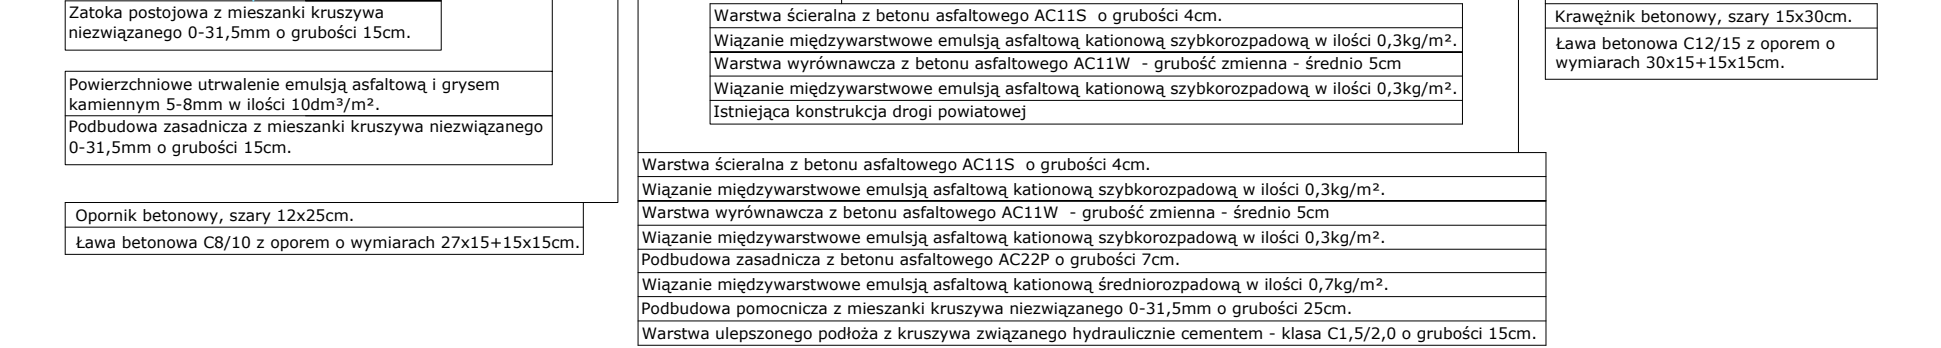 Zatoka postojowa z mieszanki kruszywa
niezwiązanego 0-31,5mm o grubości 15cm.
Powierzchniowe utrwalenie emulsją asfaltową i grysem
kamiennym 5-8mm w ilości 10dm³/m².
Podbudowa zasadnicza z mieszanki kruszywa niezwiązanego
0-31,5mm o grubości 15cm.
Opornik betonowy, szary 12x25cm.
Ława betonowa C8/10 z oporem o wymiarach 27x15+15x15cm.
Warstwa ścieralna z betonu asfaltowego AC11S o grubości 4cm.
Wiązanie międzywarstwowe emulsją asfaltową kationową szybkorozpadową w ilości 0,3kg/m².
Warstwa wyrównawcza z betonu asfaltowego AC11W - grubość zmienna - średnio 5cm
Wiązanie międzywarstwowe emulsją asfaltową kationową szybkorozpadową w ilości 0,3kg/m².
Istniejąca konstrukcja drogi powiatowej
Warstwa ścieralna z betonu asfaltowego AC11S o grubości 4cm.
Wiązanie międzywarstwowe emulsją asfaltową kationową szybkorozpadową w ilości 0,3kg/m².
Warstwa wyrównawcza z betonu asfaltowego AC11W - grubość zmienna - średnio 5cm
Wiązanie międzywarstwowe emulsją asfaltową kationową szybkorozpadową w ilości 0,3kg/m².
Podbudowa zasadnicza z betonu asfaltowego AC22P o grubości 7cm.
Wiązanie międzywarstwowe emulsją asfaltową kationową średniorozpadową w ilości 0,7kg/m².
Podbudowa pomocnicza z mieszanki kruszywa niezwiązanego 0-31,5mm o grubości 25cm.
Warstwa ulepszonego podłoża z kruszywa związanego hydraulicznie cementem - klasa C1,5/2,0 o grubości 15cm.
Krawężnik betonowy, szary 15x30cm.
Ława betonowa C12/15 z oporem o
wymiarach 30x15+15x15cm.